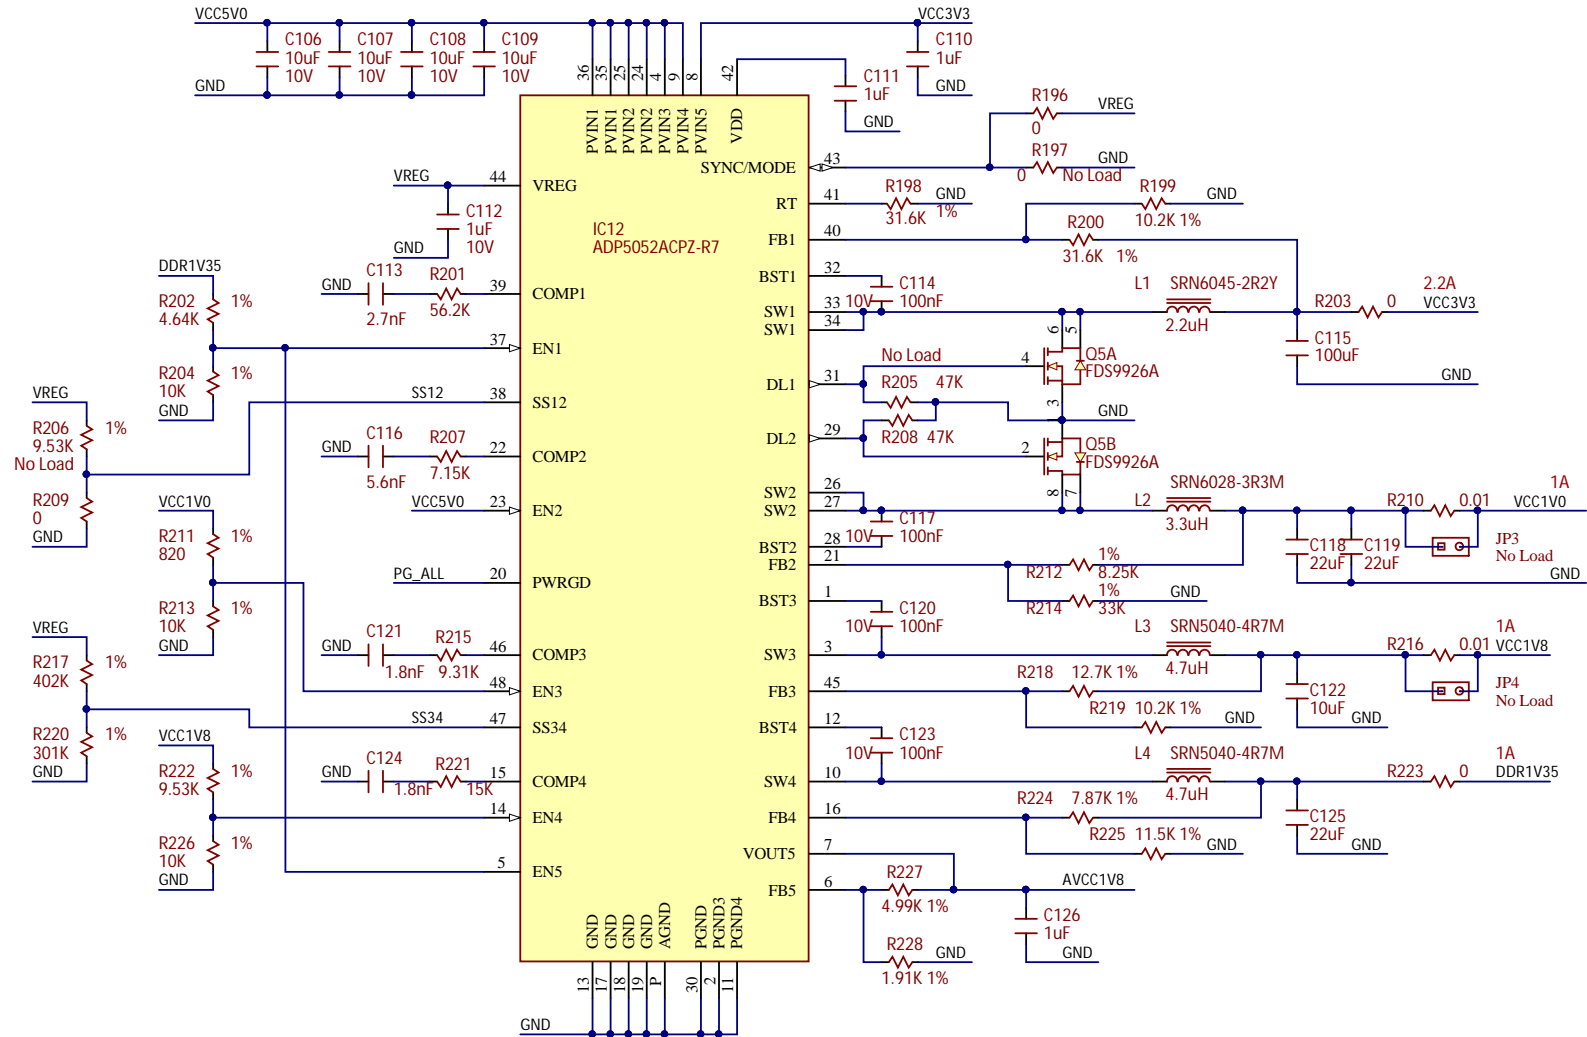 VCC5V0
C106
10uF
10V
C107
10uF
10V
C108
10uF
10V
C109
10uF
10V
GND
VCC3V3
C110
1uF
GND
C111
1uF
GND
36
35
25
24
4
9
8
42
PVIN1
PVIN1
PVIN2
PVIN2
PVIN3
PVIN4
PVIN5
VDD
IC12
ADP5052ACPZ-R7
R196
0
VREG
R197
0
No Load
GND
43
SYNC/MODE
VREG
44
VREG
C112
1uF
10V
GND
41
RT
R198
31.6K 1%
GND
R199
10.2K 1%
GND
40
FB1
R200
31.6K 1%
DDR1V35
R202
4.64K
1%
R204
10K
1%
GND
GND
C113
2.7nF
R201
56.2K
39
COMP1
37
EN1
32
BST1
C114
10V
100nF
33
SW1
34
SW1
L1
SRN6045-2R2Y
2.2uH
R203
0
2.2A
VCC3V3
C115
100uF
GND
No Load
31
DL1
R205
47K
R208
47K
29
DL2
GND
4
6
5
3
Q5A
FDS9926A
2
8
7
Q5B
FDS9926A
VREG
R206
9.53K
No Load
1%
R209
0
GND
SS12
38
SS12
GND
C116
5.6nF
R207
7.15K
22
COMP2
VCC5V0
23
EN2
26
SW2
27
SW2
C117
10V
100nF
28
BST2
21
FB2
L2
SRN6028-3R3M
3.3uH
R210
0.01
1A
VCC1V0
C118
22uF
C119
22uF
JP3
No Load
GND
R212
1%
8.25K
R214
1%
33K
GND
VCC1V0
R211
820
1%
R213
10K
1%
GND
PG_ALL
20
PWRGD
VREG
R217
402K
1%
R220
301K
1%
GND
GND
C121
1.8nF
R215
9.31K
46
COMP3
48
EN3
SS34
47
SS34
1
BST3
C120
10V
100nF
3
SW3
L3
SRN5040-4R7M
4.7uH
R216
0.01
1A
VCC1V8
JP4
No Load
45
FB3
R218
12.7K 1%
R219
10.2K 1%
GND
C122
10uF
GND
VCC1V8
R222
9.53K
1%
R226
10K
1%
GND
GND
C124
1.8nF
R221
15K
15
COMP4
14
EN4
5
EN5
12
BST4
C123
10V
100nF
10
SW4
L4
SRN5040-4R7M
4.7uH
R223
0
1A
DDR1V35
16
FB4
R224
7.87K 1%
R225
11.5K 1%
GND
C125
22uF
GND
7
VOUT5
6
FB5
R227
4.99K 1%
AVCC1V8
C126
1uF
GND
R228
1.91K 1%
GND
GND
GND
GND
GND
AGND
PGND
PGND3
PGND4
13
17
18
19
P
30
2
11
GND